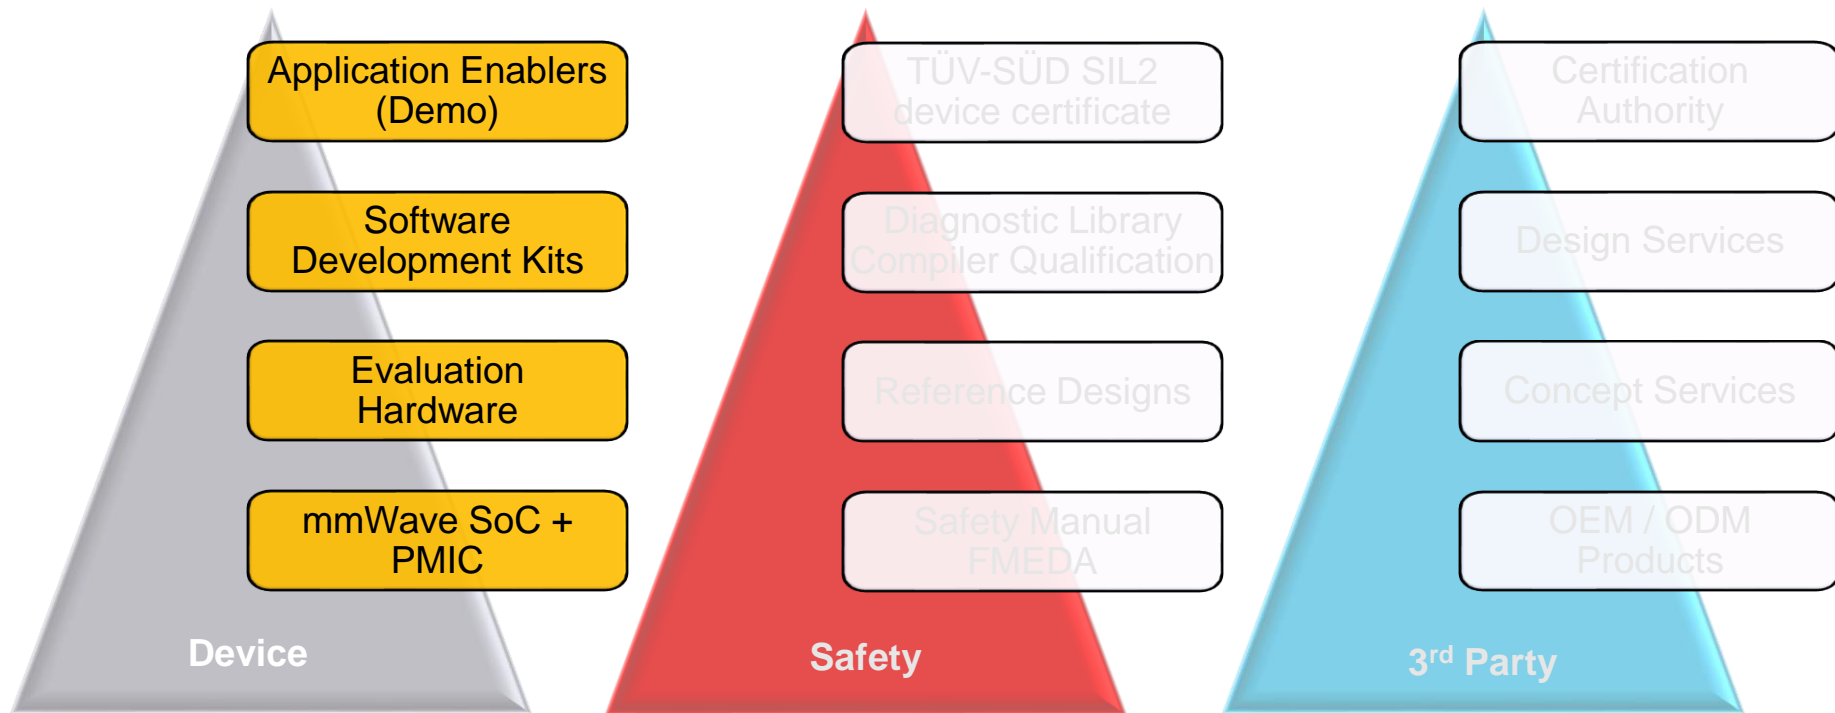 Application Enablers
(Demo)
Software
Development Kits
Evaluation
Hardware
mmWave SoC +
PMIC
Device
TÜV-SÜD SIL2
device certificate
Diagnostic Library
Compiler Qualification
Reference Designs
Safety Manual
FMEDA
Safety
Certification
Authority
Design Services
Concept Services
OEM / ODM
Products
3rd Party